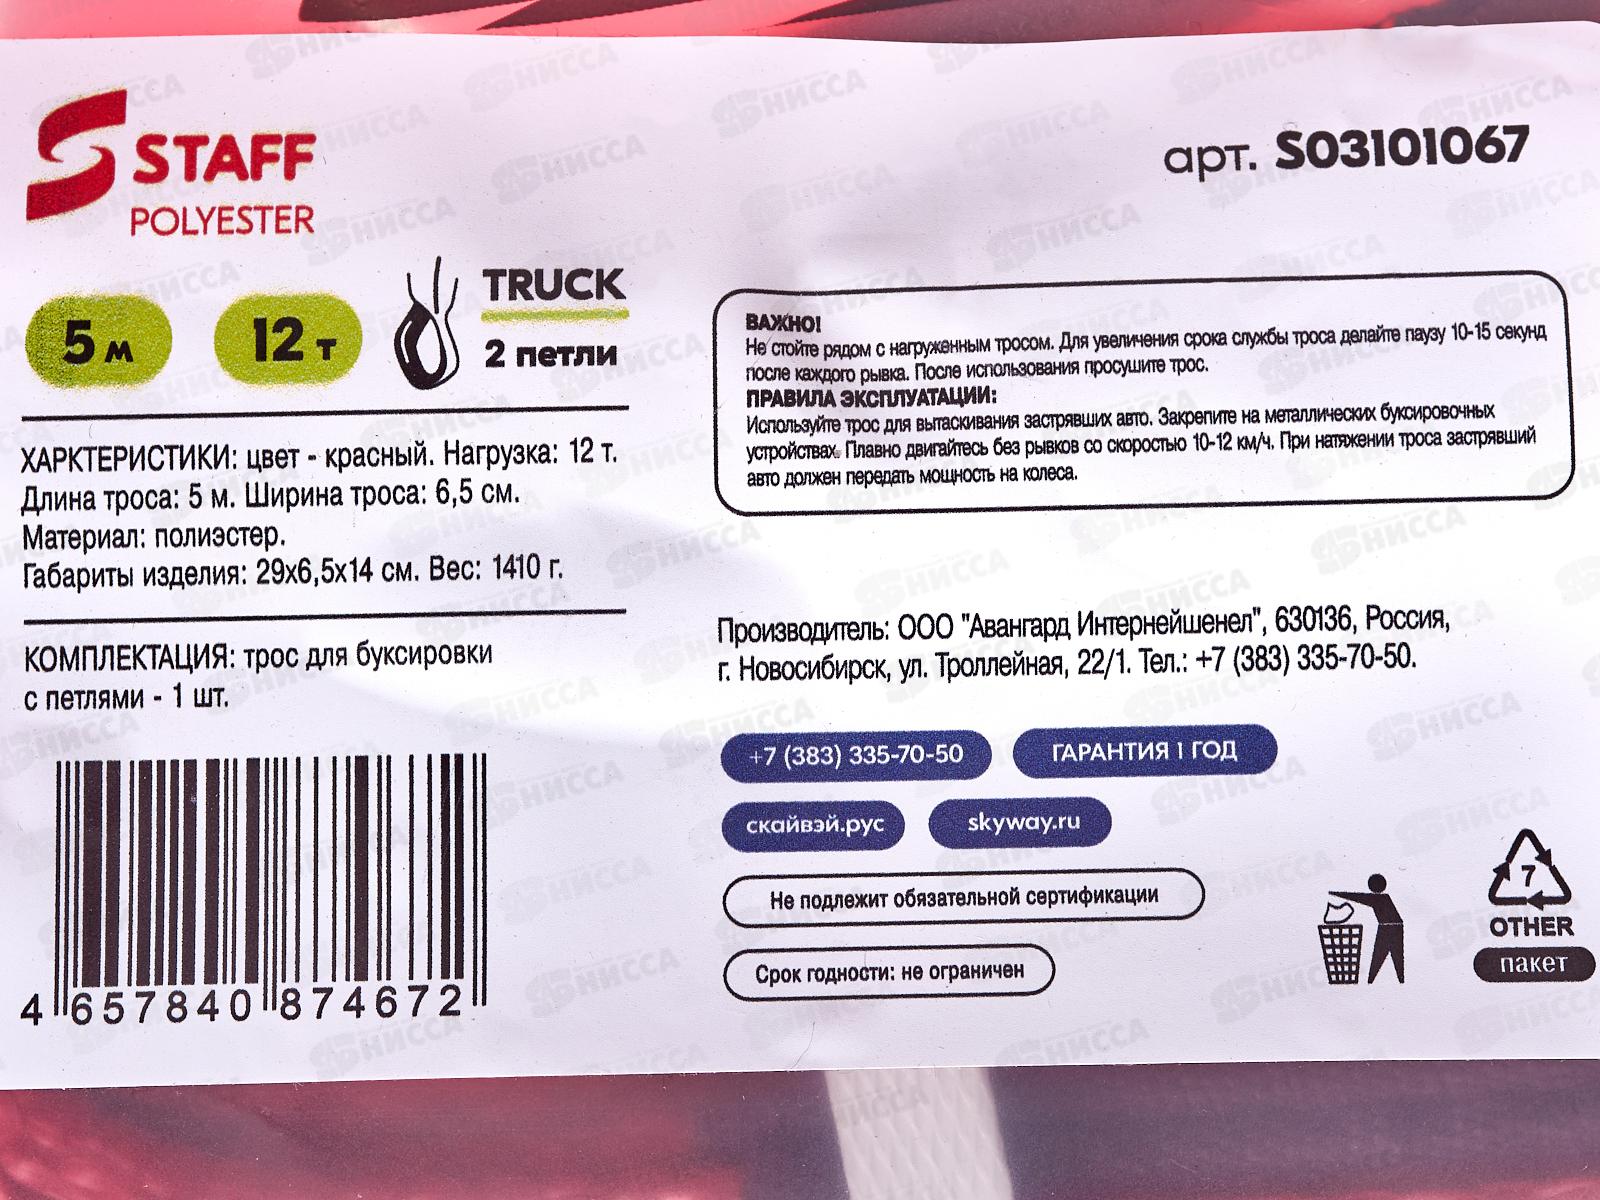 STAFF
POLYESTER
арт. S03101067
5 м
12 т
TRUCK
2 петли
ХАРКТЕРИСТИКИ: цвет - красный. Нагрузка: 12 т.
Длина троса: 5 м. Ширина троса: 6,5 см.
Материал: полиэстер.
Габариты изделия: 29х6,5х14 см. Вес: 1410 г.
КОМПЛЕКТАЦИЯ: трос для буксировки
с петлями - 1 шт.
4 657840 874672
ВАЖНО!
Не стойте рядом с нагруженным тросом. Для увеличения срока службы троса делайте паузу 10-15 секунд
после каждого рывка. После использования просушите трос.
ПРАВИЛА ЭКСПЛУАТАЦИИ:
Используйте трос для вытаскивания застрявших авто. Закрепите на металлических буксировочных
устройствах. Плавно двигайтесь без рывков со скоростью 10-12 км/ч. При натяжении троса застрявший
авто должен передать мощность на колеса.
Производитель: ООО "Авангард Интернейшенел", 630136, Россия,
г. Новосибирск, ул. Троллейная, 22/1. Тел.: +7 (383) 335-70-50.
+7 (383) 335-70-50
ГАРАНТИЯ 1 ГОД
скайвэй.рус
skyway.ru
Не подлежит обязательной сертификации
Срок годности: не ограничен
7
OTHER
пакет
НИССА